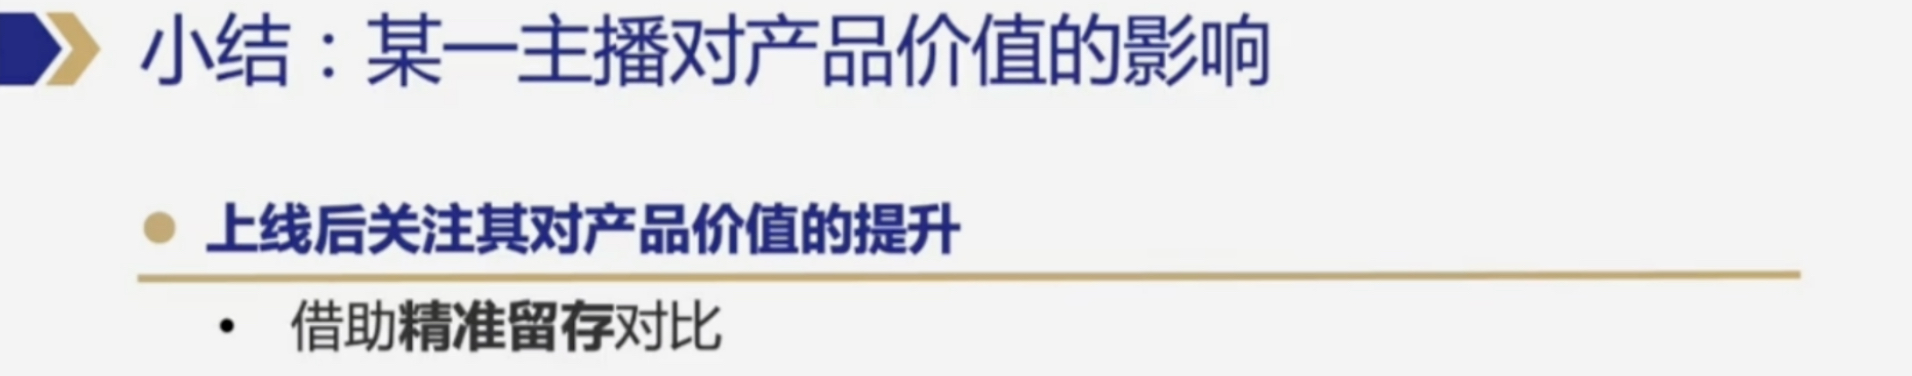 小结：某一主播对产品价值的影响
上线后关注其对产品价值的提升
借助精准留存对比